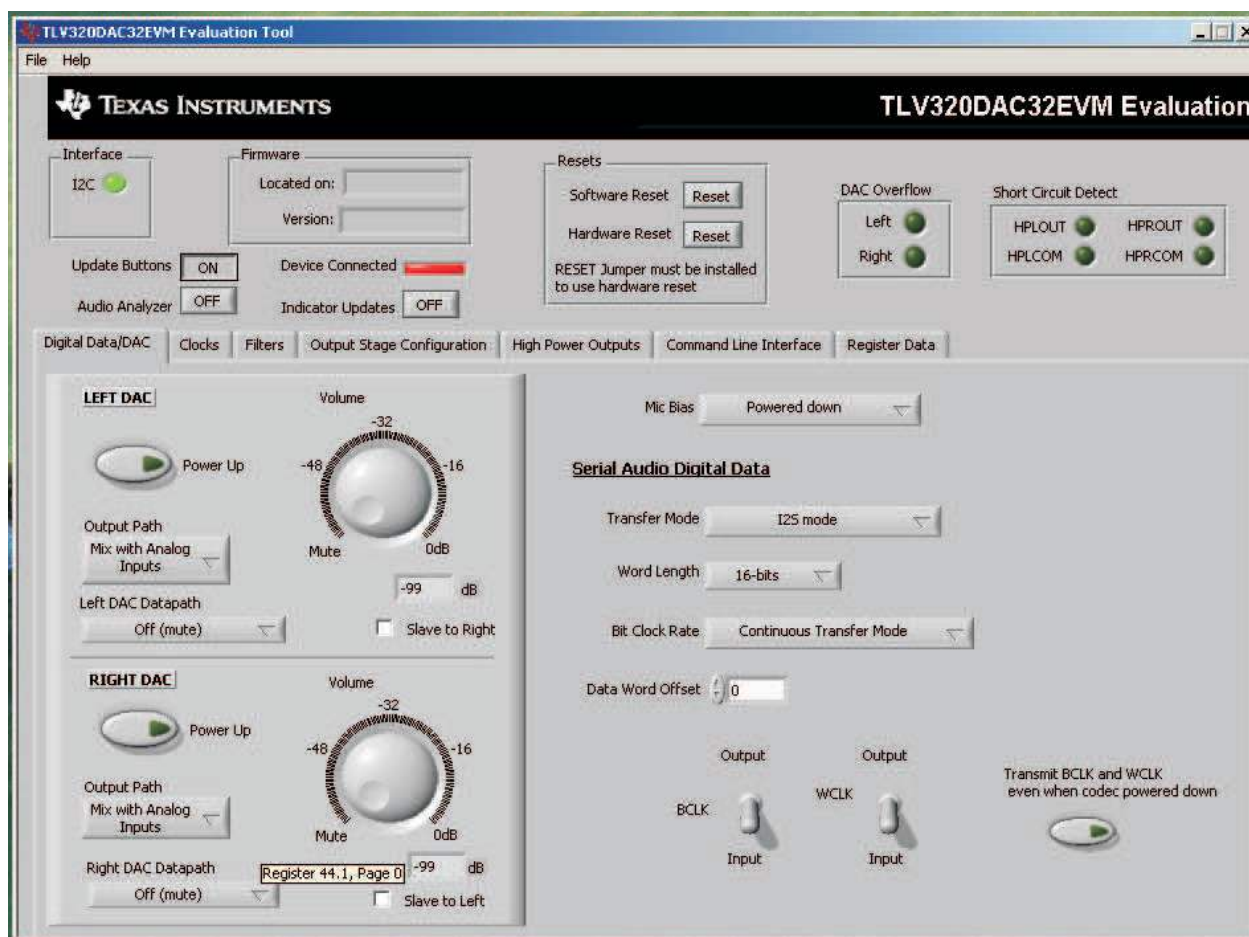 TLV320DAC32EVM Evaluation Tool
File Help
TEXAS INSTRUMENTS
TLV320DAC32EVM Evaluation
Interface
I2C
Firmware
Located on:
Version:
Resets
Software Reset Reset
Hardware Reset Reset
RESET Jumper must be installed
to use hardware reset
DAC Overflow
Left
Right
Short Circuit Detect
HPLOUT HPROUT
HPLCOM HPRCOM
Update Buttons ON
Device Connected
Audio Analyzer OFF
Indicator Updates OFF
Digital Data/DAC Clocks Filters Output Stage Configuration High Power Outputs Command Line Interface Register Data
LEFT DAC
Volume
-32
-48
-16
Mute
0dB
Power Up
Output Path
Mix with Analog
Inputs
-99 dB
Left DAC Datapath
Off (mute)
Slave to Right
RIGHT DAC
Volume
-32
-48
-16
Mute
0dB
Power Up
Output Path
Mix with Analog
Inputs
Right DAC Datapath
Register 44.1, Page 0
-99 dB
Off (mute)
Slave to Left
Mic Bias Powered down
Serial Audio Digital Data
Transfer Mode I2S mode
Word Length 16-bits
Bit Clock Rate Continuous Transfer Mode
Data Word Offset 0
Output
BCLK
Input
Output
WCLK
Input
Transmit BCLK and WCLK
even when codec powered down